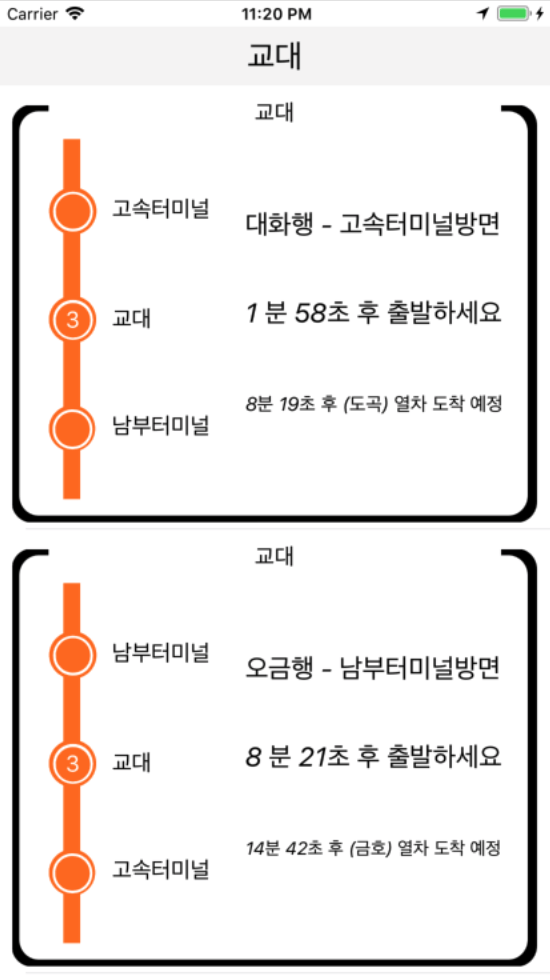 Carrier 11:20 PM
교대
교대
고속터미널
대화행 - 고속터미널방면
3 교대
1 분 58초 후 출발하세요
8분 19초 후 (도곡) 열차 도착 예정
남부터미널
교대
남부터미널
오금행 - 남부터미널방면
3 교대
8 분 21초 후 출발하세요
14분 42초 후 (금호) 열차 도착 예정
고속터미널